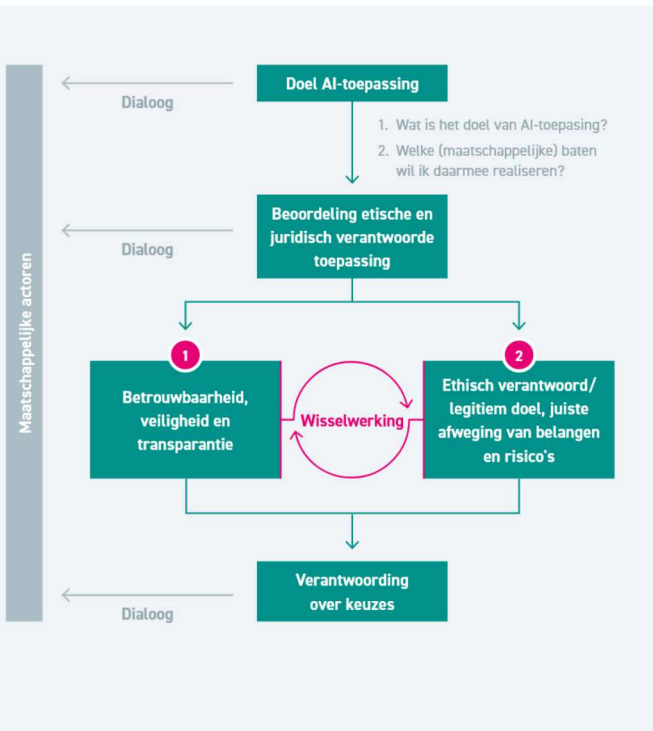 Maatschappelijke actoren
Doel AI-toepassing
Dialoog
1. Wat is het doel van AI-toepasing?
2. Welke (maatschappelijke) baten
wil ik daarmee realiseren?
Beoordeling etische en
juridisch verantwoorde
toepassing
Dialoog
1
Betrouwbaarheid,
veiligheid en
transparantie
Wisselwerking
2
Ethisch verantwoord/
legitiem doel, juiste
afweging van belangen
en risico's
Verantwoording
over keuzes
Dialoog